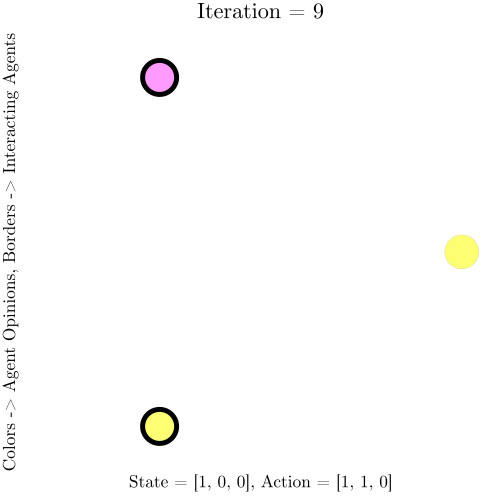 Iteration = 9
Colors -> Agent Opinions, Borders -> Interacting Agents
State = [1, 0, 0], Action = [1, 1, 0]